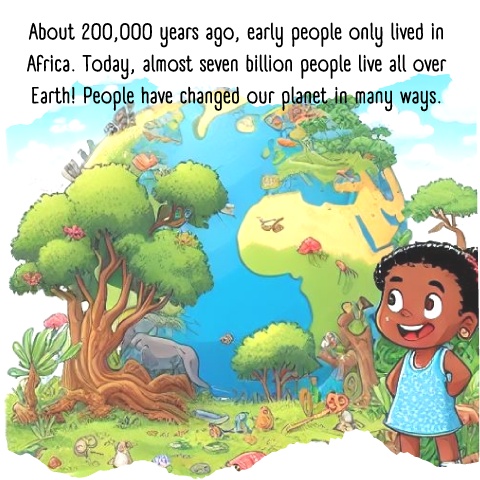 About 200,000 years ago, early people only lived in
Africa. Today, almost seven billion people live all over
Earth! People have changed our planet in many ways.